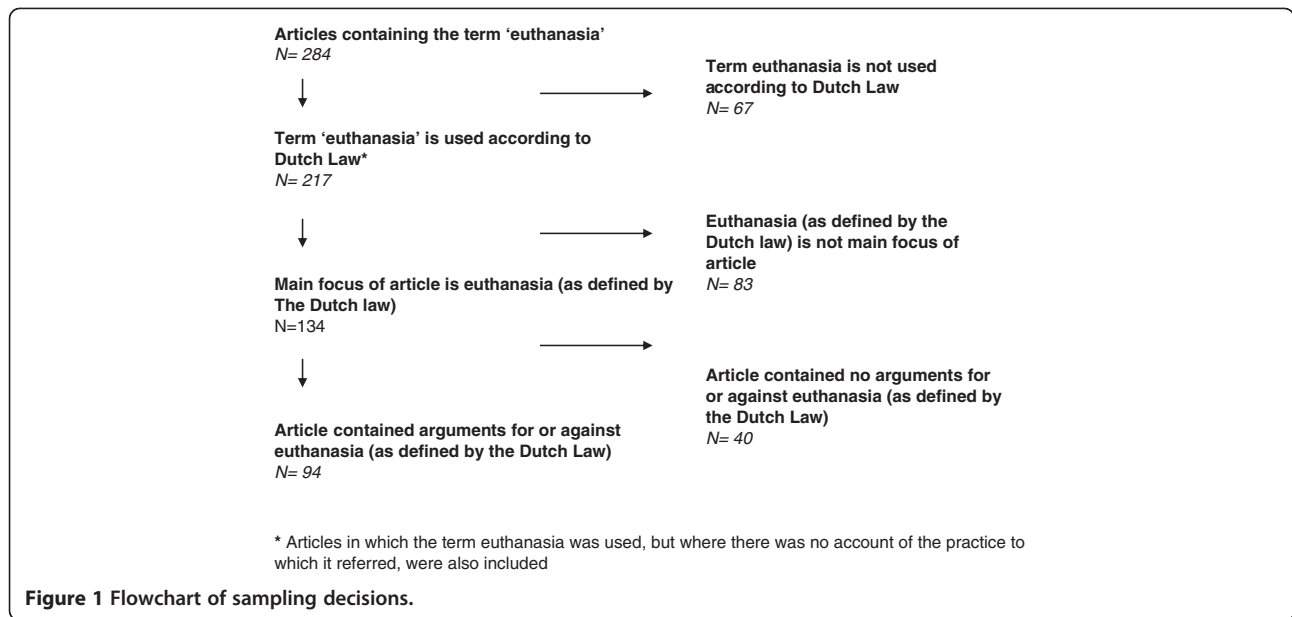 Articles containing the term ‘euthanasia’
N= 284
Term euthanasia is not used
according to Dutch Law
N= 67
Term ‘euthanasia’ is used according to
Dutch Law*
N= 217
Euthanasia (as defined by the
Dutch law) is not main focus of
article
N= 83
Main focus of article is euthanasia (as defined by
The Dutch law)
N=134
Article contained no arguments for
or against euthanasia (as defined by
the Dutch Law)
N= 40
Article contained arguments for or against
euthanasia (as defined by the Dutch Law)
N= 94
* Articles in which the term euthanasia was used, but where there was no account of the practice to
which it referred, were also included
Figure 1 Flowchart of sampling decisions.